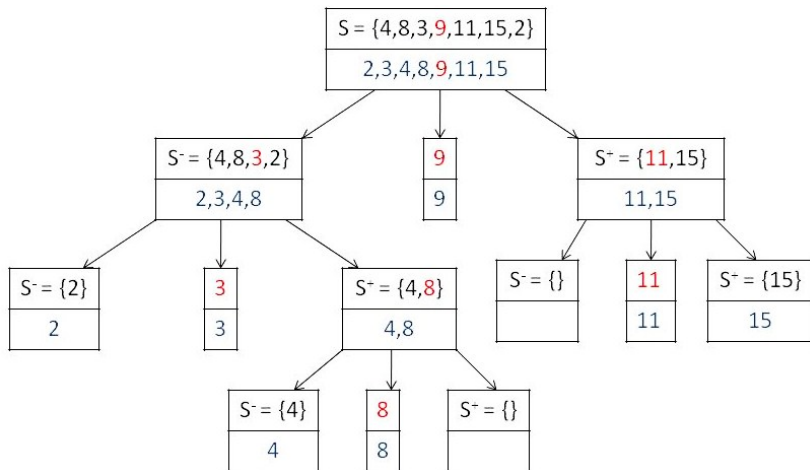 S = {4,8,3,9,11,15,2}
2,3,4,8,9,11,15
S⁻ = {4,8,3,2}
2,3,4,8
9
9
S⁺ = {11,15}
11,15
S⁻ = {2}
2
3
3
S⁺ = {4,8}
4,8
S⁻ = {}
11
11
S⁺ = {15}
15
S⁻ = {4}
4
8
8
S⁺ = {}